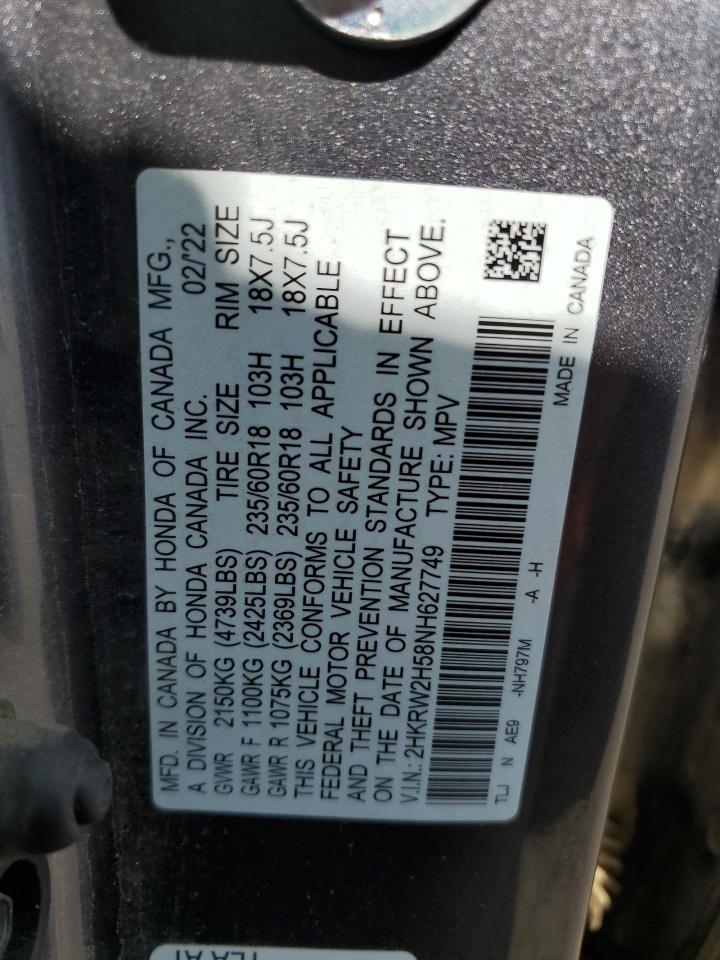 MFD. IN CANADA BY HONDA OF CANADA MFG.,
A DIVISION OF HONDA CANADA INC. 02/'22
GVWR 2150KG (4739LBS) TIRE SIZE RIM SIZE
GAWR F 1100KG (2425LBS) 235/60R18 103H 18X7.5J
GAWR R 1075KG (2369LBS) 235/60R18 103H 18X7.5J
THIS VEHICLE CONFORMS TO ALL APPLICABLE
FEDERAL MOTOR VEHICLE SAFETY
AND THEFT PREVENTION STANDARDS IN EFFECT
ON THE DATE OF MANUFACTURE SHOWN ABOVE.
V.I.N.: 2HKRW2H58NH627749 TYPE: MPV
TLJ N AE9 -NH797M -A -H
MADE IN CANADA